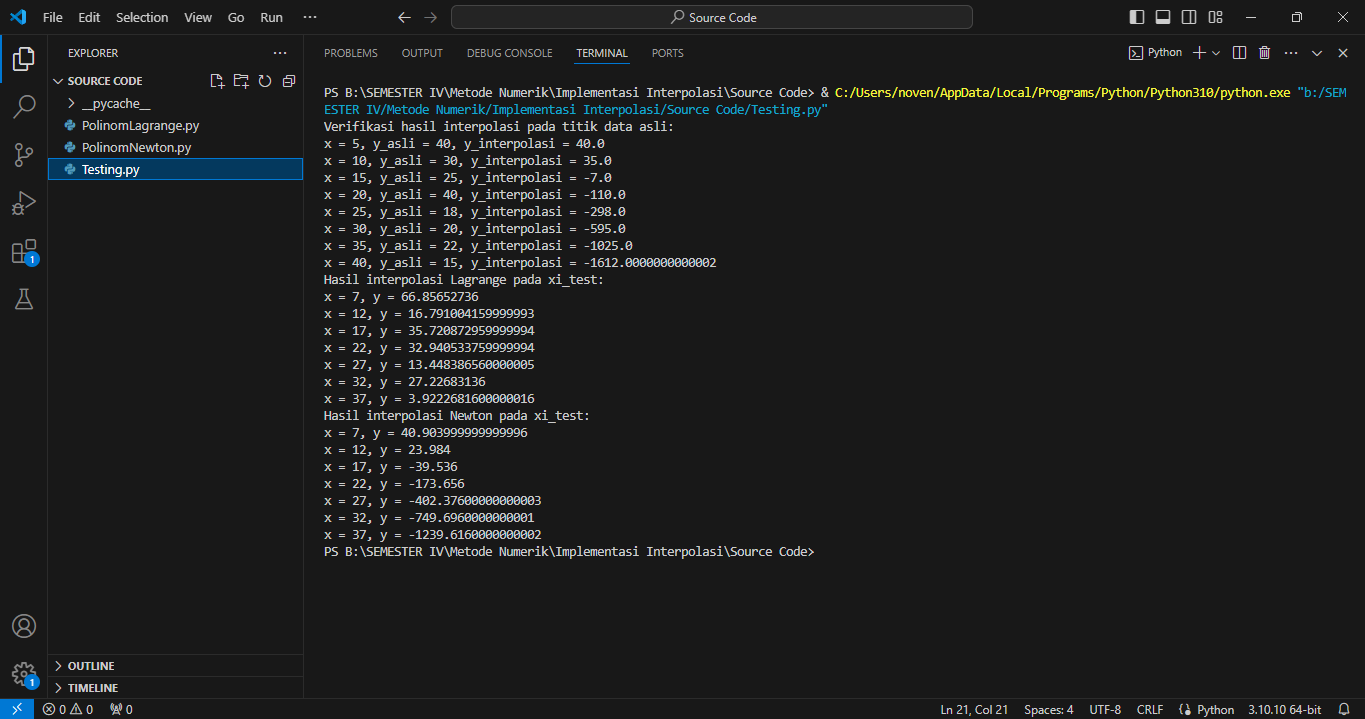 File Edit Selection View Go Run ··· Source Code
EXPLORER ···
SOURCE CODE
__pycache__
PolinomLagrange.py
PolinomNewton.py
Testing.py
1
OUTLINE
1
TIMELINE
PROBLEMS OUTPUT DEBUG CONSOLE TERMINAL PORTS Python ···
PS B:\SEMESTER IV\Metode Numerik\Implementasi Interpolasi\Source Code> & C:/Users/noven/AppData/Local/Programs/Python/Python310/python.exe "b:/SEM
ESTER IV/Metode Numerik/Implementasi Interpolasi/Source Code/Testing.py"
Verifikasi hasil interpolasi pada titik data asli:
x = 5, y_asli = 40, y_interpolasi = 40.0
x = 10, y_asli = 30, y_interpolasi = 35.0
x = 15, y_asli = 25, y_interpolasi = -7.0
x = 20, y_asli = 40, y_interpolasi = -110.0
x = 25, y_asli = 18, y_interpolasi = -298.0
x = 30, y_asli = 20, y_interpolasi = -595.0
x = 35, y_asli = 22, y_interpolasi = -1025.0
x = 40, y_asli = 15, y_interpolasi = -1612.0000000000002
Hasil interpolasi Lagrange pada xi_test:
x = 7, y = 66.85652736
x = 12, y = 16.791004159999993
x = 17, y = 35.720872959999994
x = 22, y = 32.940533759999994
x = 27, y = 13.448386560000005
x = 32, y = 27.22683136
x = 37, y = 3.9222681600000016
Hasil interpolasi Newton pada xi_test:
x = 7, y = 40.903999999999996
x = 12, y = 23.984
x = 17, y = -39.536
x = 22, y = -173.656
x = 27, y = -402.37600000000003
x = 32, y = -749.6960000000001
x = 37, y = -1239.6160000000002
PS B:\SEMESTER IV\Metode Numerik\Implementasi Interpolasi\Source Code>
0 0 0 Ln 21, Col 21 Spaces: 4 UTF-8 CRLF Python 3.10.10 64-bit